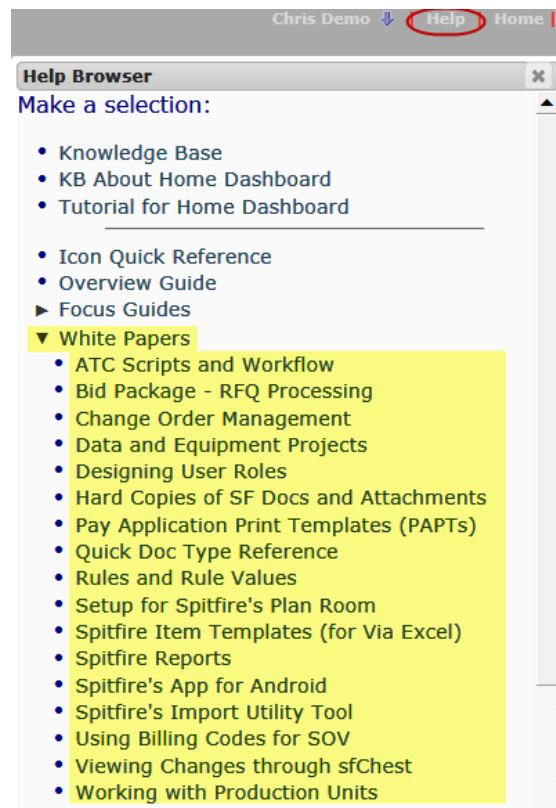 Chris Demo | Help | Home |
Help Browser
Make a selection:
• Knowledge Base
• KB About Home Dashboard
• Tutorial for Home Dashboard
• Icon Quick Reference
• Overview Guide
► Focus Guides
▼ White Papers
• ATC Scripts and Workflow
• Bid Package - RFQ Processing
• Change Order Management
• Data and Equipment Projects
• Designing User Roles
• Hard Copies of SF Docs and Attachments
• Pay Application Print Templates (PAPTs)
• Quick Doc Type Reference
• Rules and Rule Values
• Setup for Spitfire's Plan Room
• Spitfire Item Templates (for Via Excel)
• Spitfire Reports
• Spitfire's App for Android
• Spitfire's Import Utility Tool
• Using Billing Codes for SOV
• Viewing Changes through sfChest
• Working with Production Units